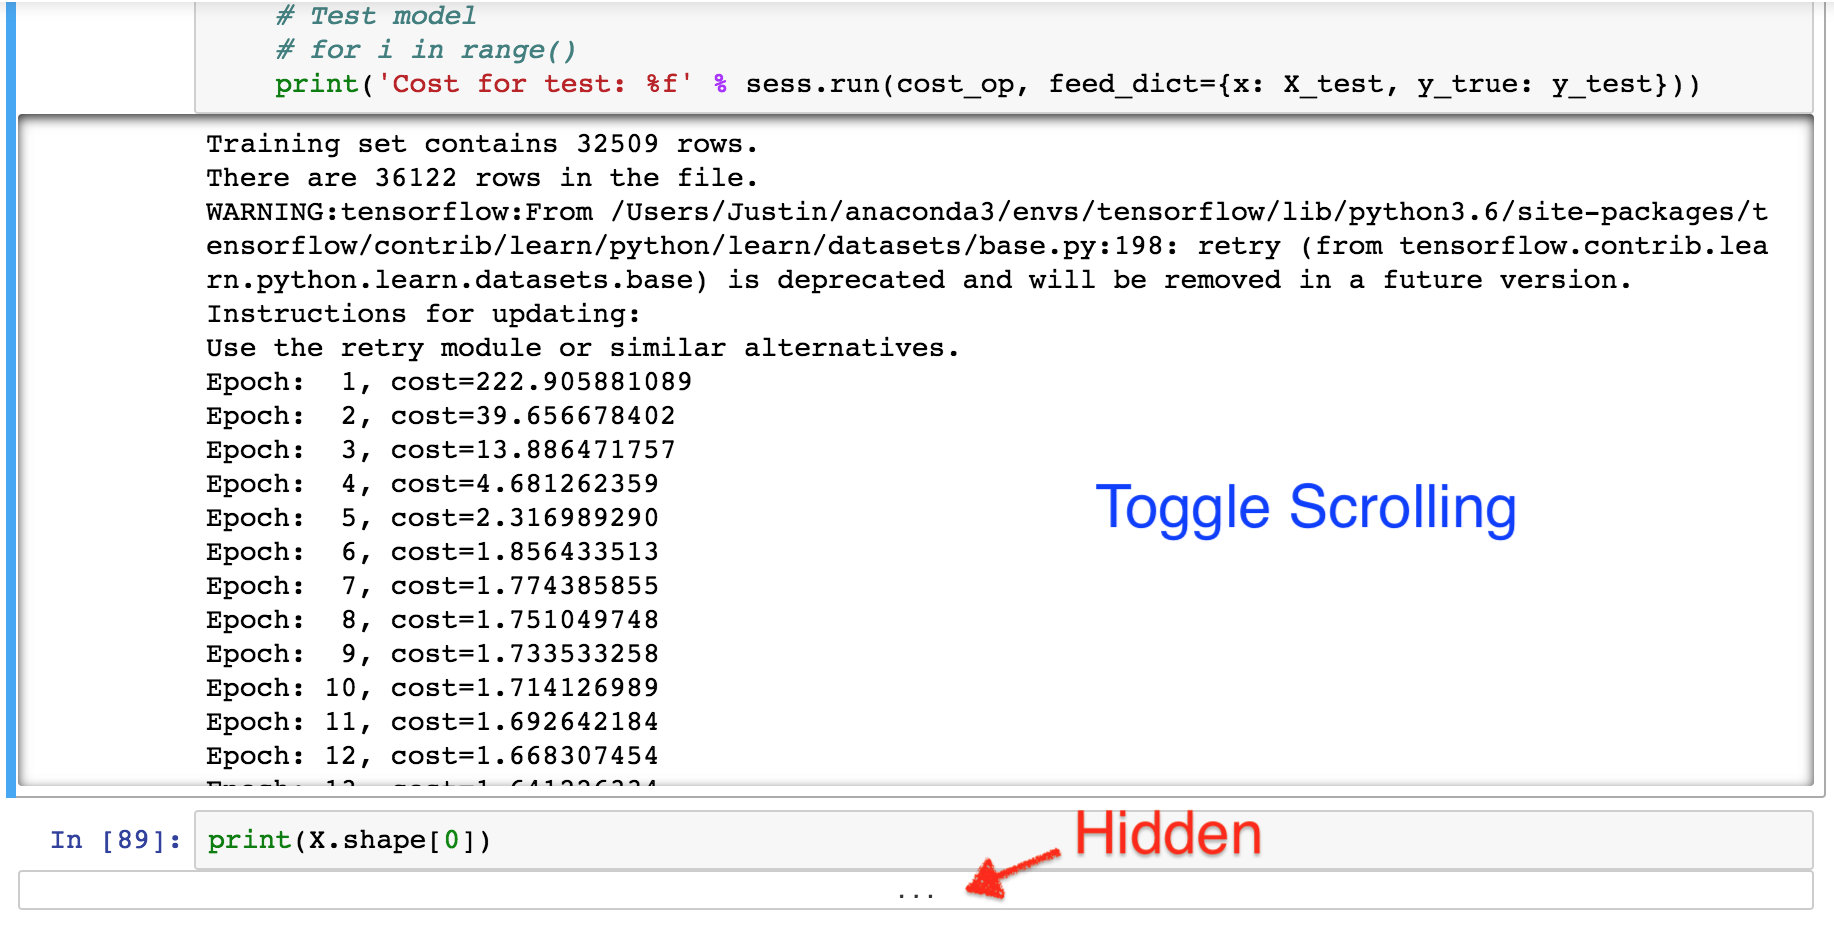 # Test model
# for i in range()
print('Cost for test: %f' % sess.run(cost_op, feed_dict={x: X_test, y_true: y_test}))
Training set contains 32509 rows.
There are 36122 rows in the file.
WARNING:tensorflow:From /Users/Justin/anaconda3/envs/tensorflow/lib/python3.6/site-packages/t
ensorflow/contrib/learn/python/learn/datasets/base.py:198: retry (from tensorflow.contrib.lea
rn.python.learn.datasets.base) is deprecated and will be removed in a future version.
Instructions for updating:
Use the retry module or similar alternatives.
Epoch:  1, cost=222.905881089
Epoch:  2, cost=39.656678402
Epoch:  3, cost=13.886471757
Epoch:  4, cost=4.681262359
Toggle Scrolling
Epoch:  5, cost=2.316989290
Epoch:  6, cost=1.856433513
Epoch:  7, cost=1.774385855
Epoch:  8, cost=1.751049748
Epoch:  9, cost=1.733533258
Epoch: 10, cost=1.714126989
Epoch: 11, cost=1.692642184
Epoch: 12, cost=1.668307454
Hidden
In [89]: print(X.shape[0])
...